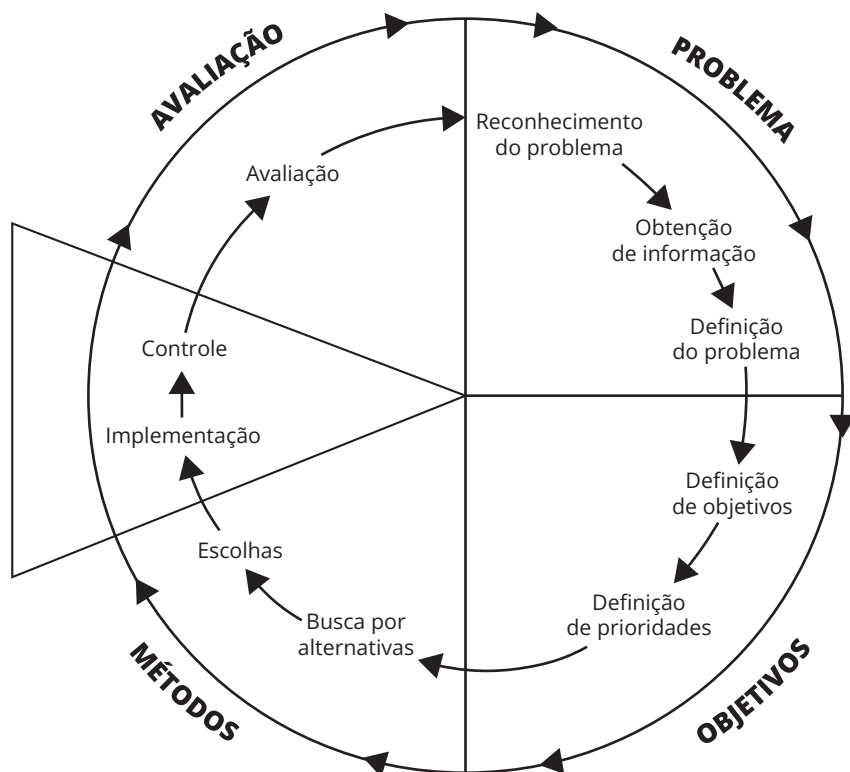 AVALIAÇÃO
PROBLEMA
Reconhecimento
do problema
Avaliação
Obtenção
de informação
Definição
do problema
Controle
Implementação
Definição
de objetivos
Escolhas
Definição
de prioridades
Busca por
alternativas
MÉTODOS
OBJETIVOS